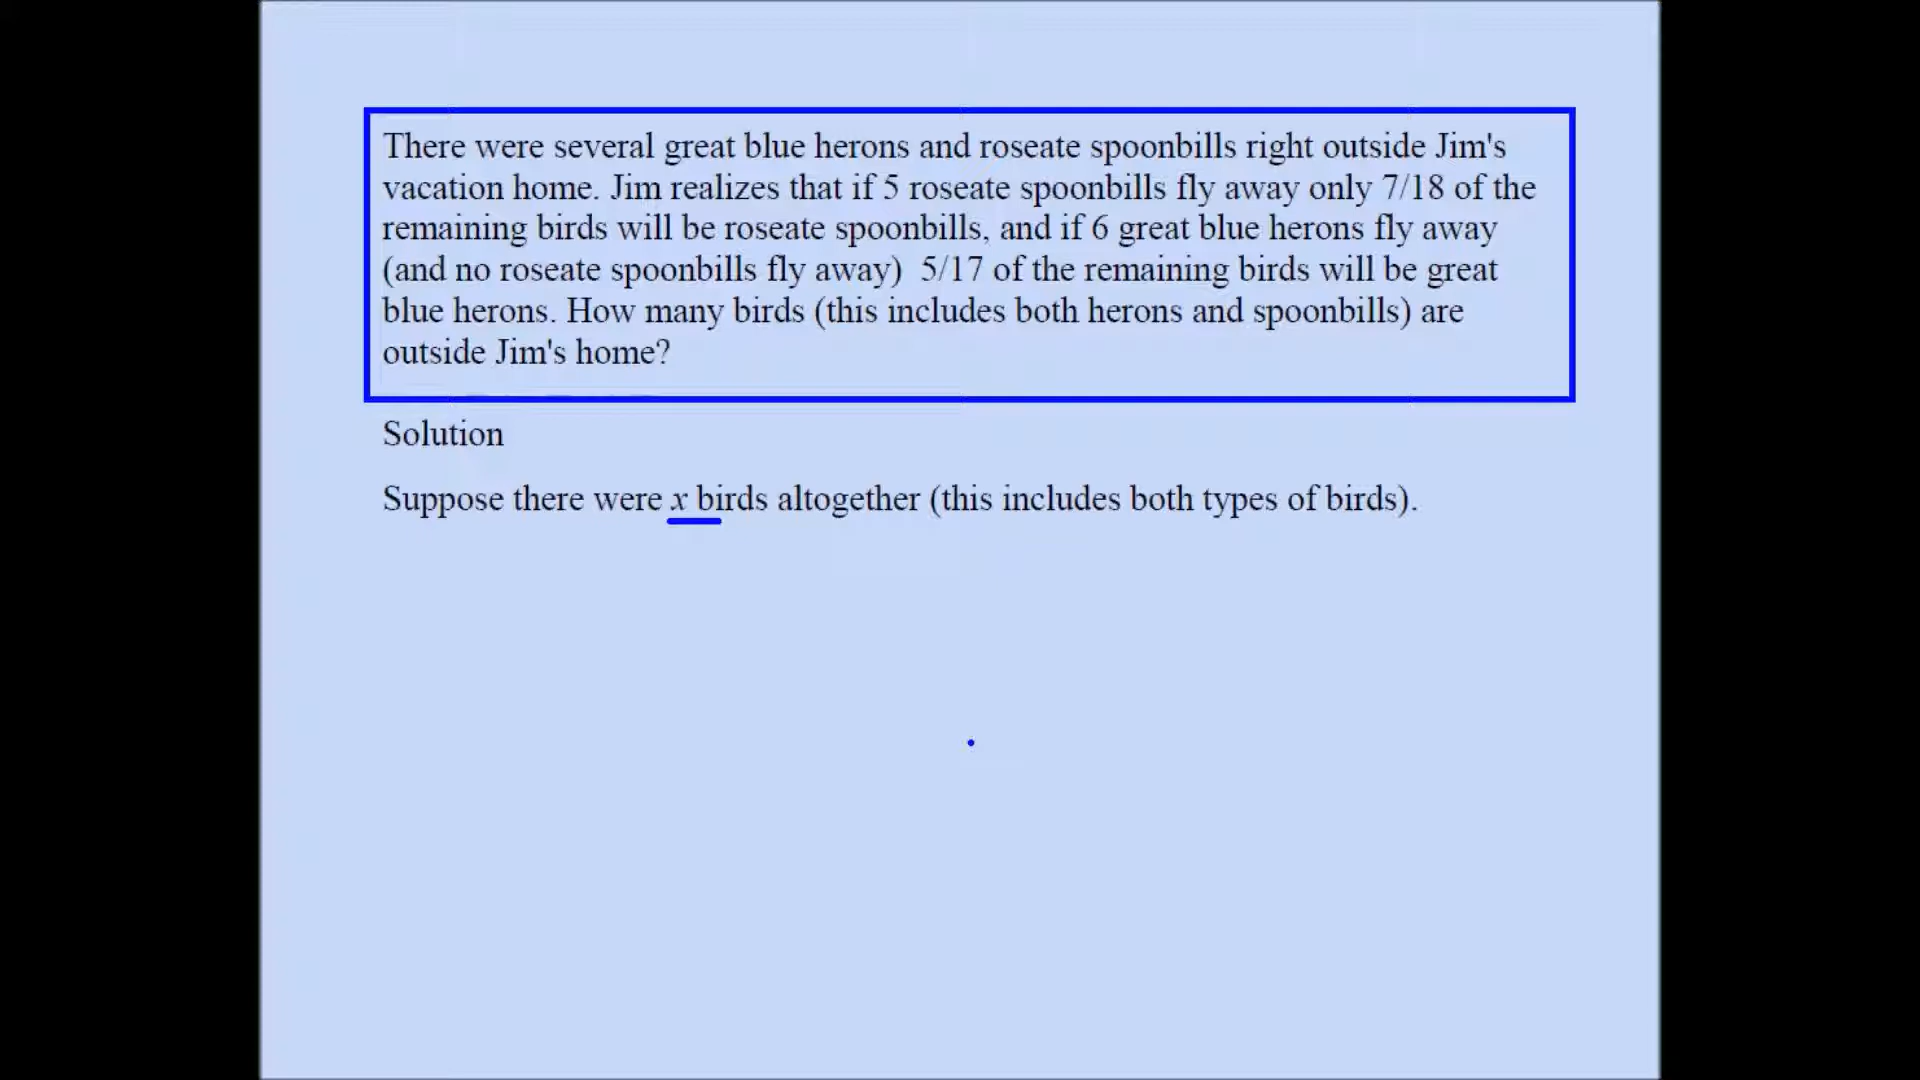 There were several great blue herons and roseate spoonbills right outside Jim's
vacation home. Jim realizes that if 5 roseate spoonbills fly away only 7/18 of the
remaining birds will be roseate spoonbills, and if 6 great blue herons fly away
(and no roseate spoonbills fly away)  5/17 of the remaining birds will be great
blue herons. How many birds (this includes both herons and spoonbills) are
outside Jim's home?
Solution
Suppose there were x birds altogether (this includes both types of birds).